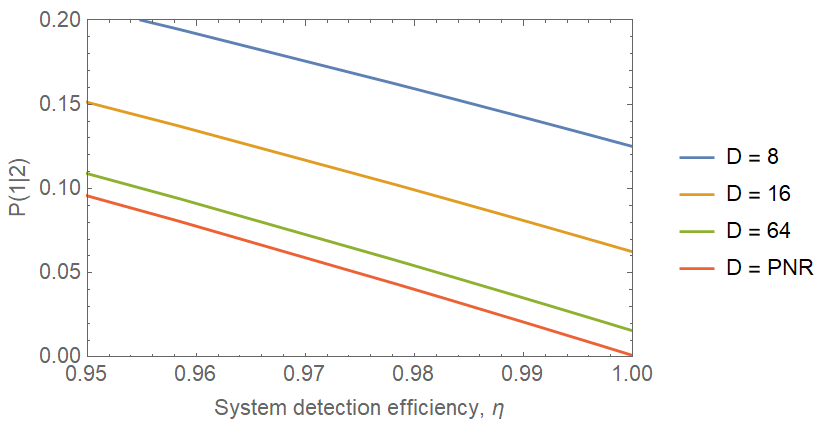 0.20
0.15
0.10
0.05
0.00
P(1|2)
0.95
0.96
0.97
0.98
0.99
1.00
System detection efficiency, η
D = 8
D = 16
D = 64
D = PNR